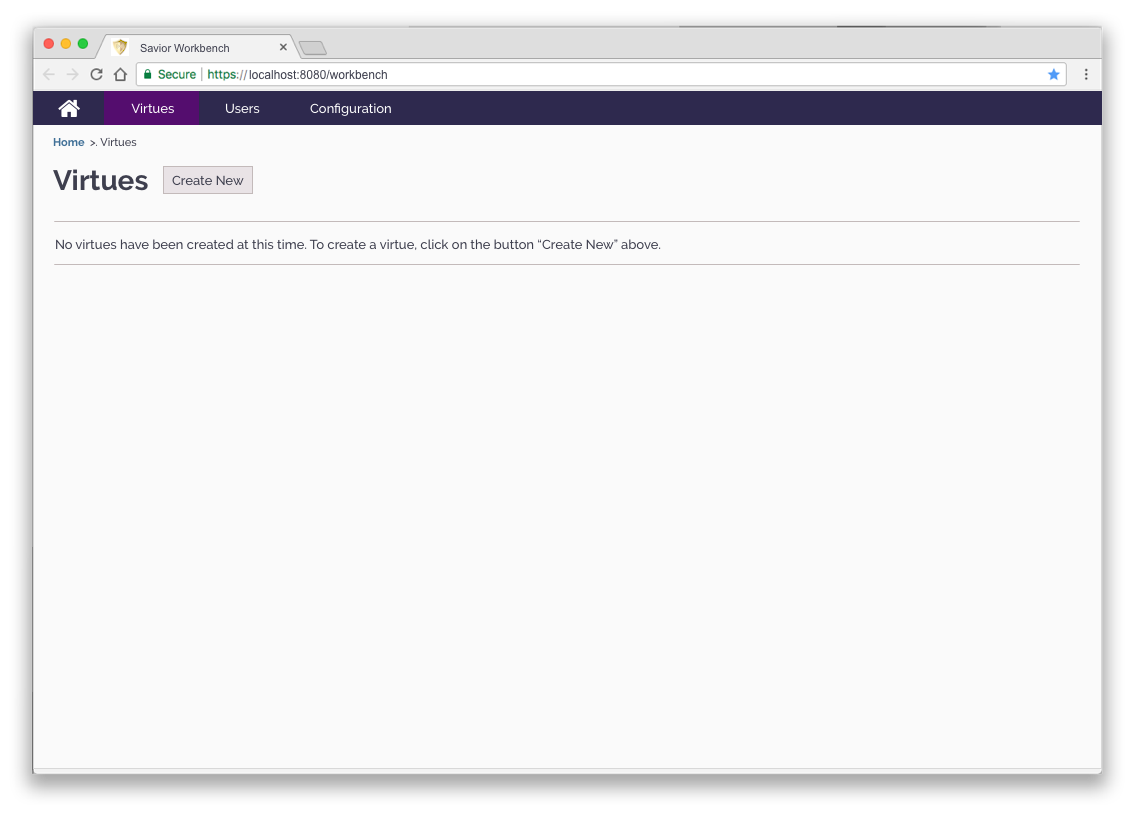 Savior Workbench
Secure https://localhost:8080/workbench
Virtues Users Configuration
Home >. Virtues
Virtues Create New
No virtues have been created at this time. To create a virtue, click on the button “Create New” above.